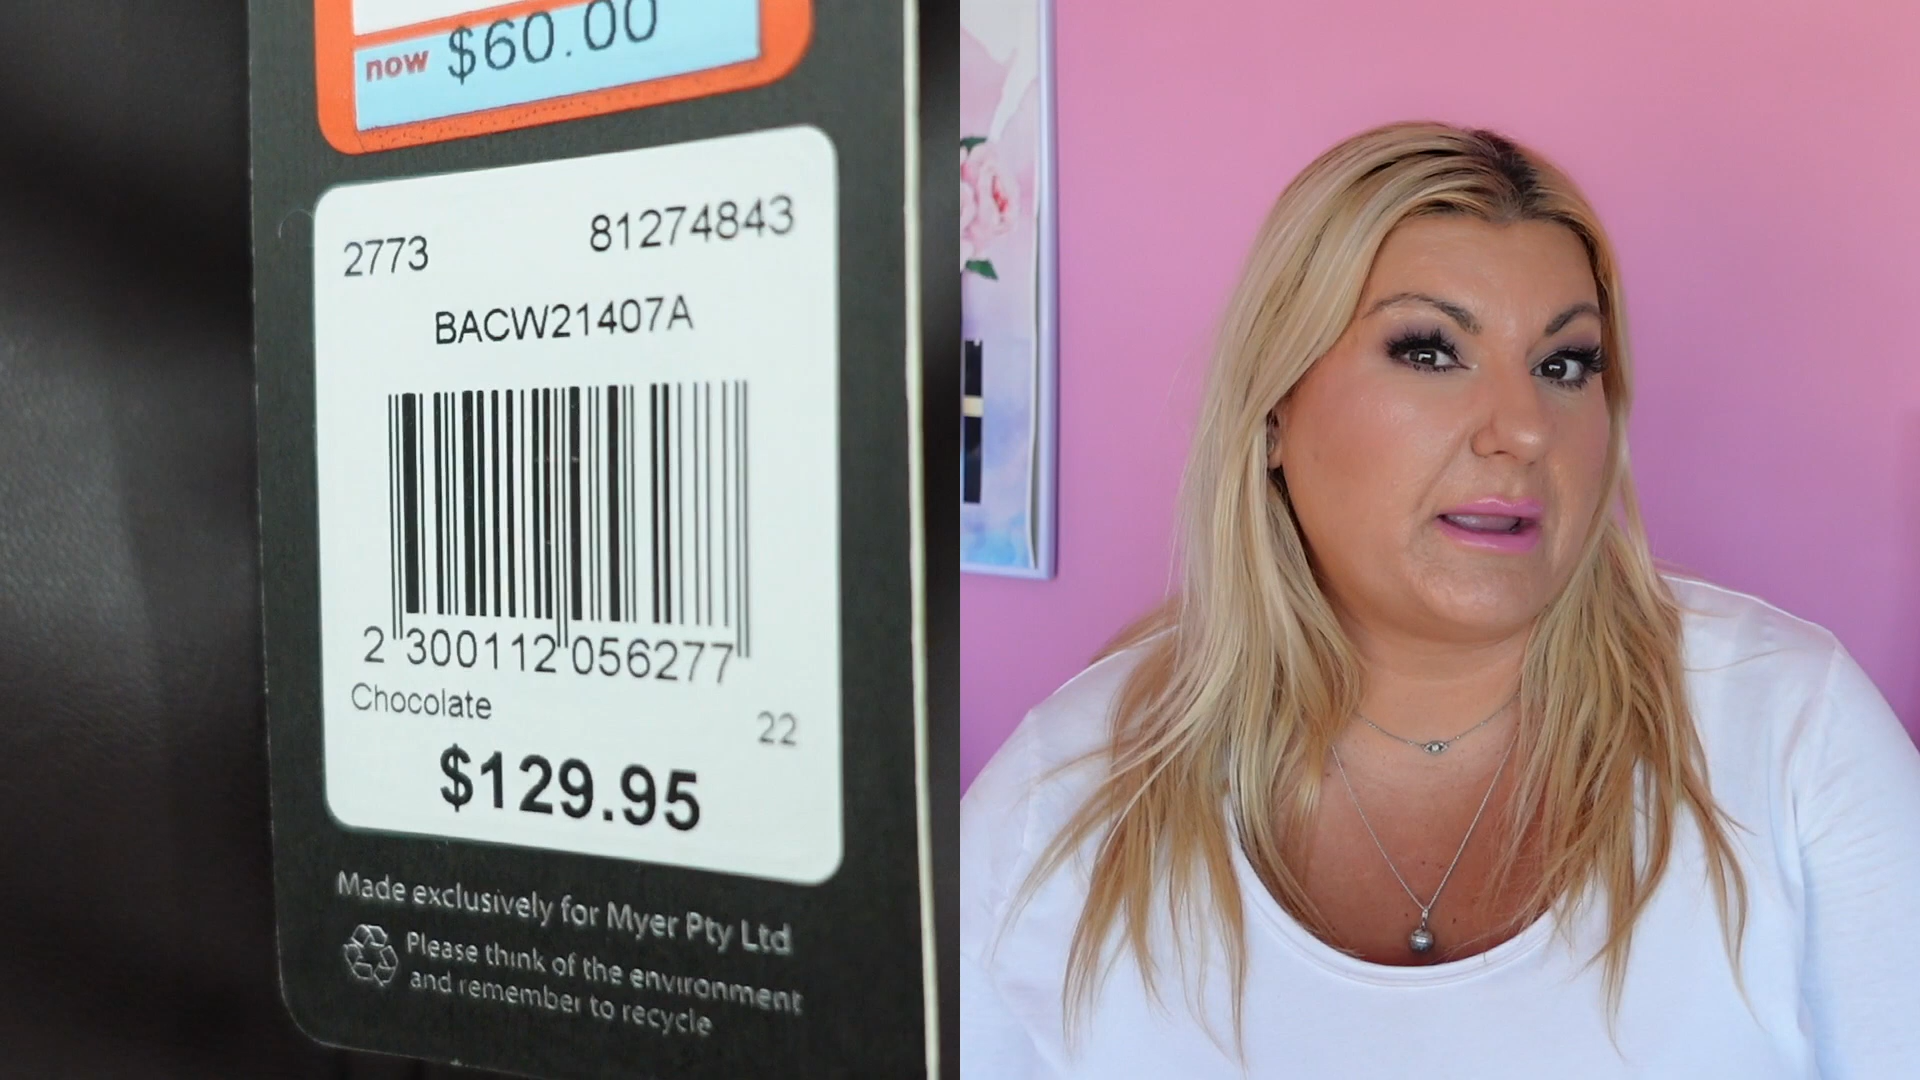 now $60.00
2773 81274843
BACW21407A
2 300112 056277
Chocolate
22
$129.95
Made exclusively for Myer Pty Ltd
Please think of the environment
and remember to recycle